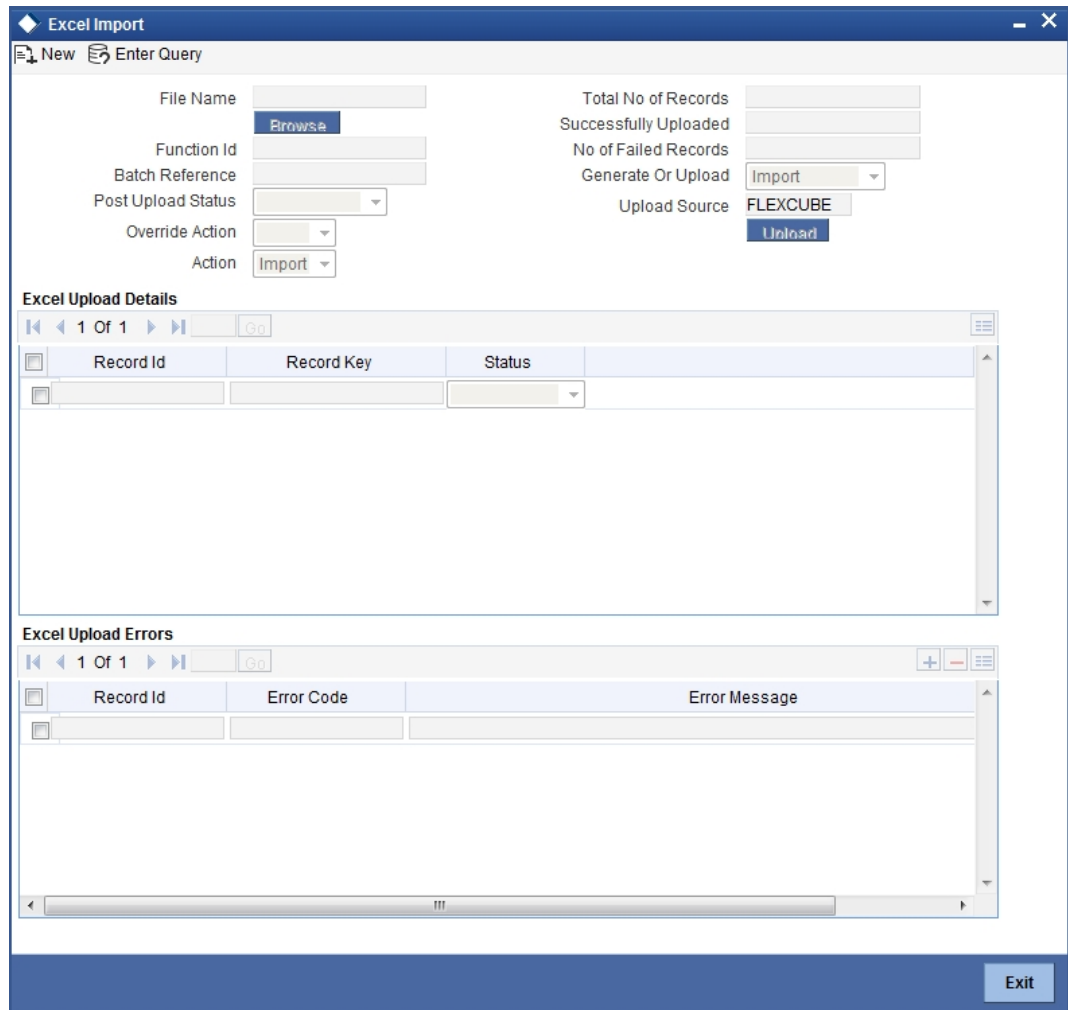 Excel Import
New Enter Query
File Name
Browse
Function Id
Batch Reference
Post Upload Status
Override Action
Action Import
Total No of Records
Successfully Uploaded
No of Failed Records
Generate Or Upload Import
Upload Source FLEXCUBE
Upload
Excel Upload Details
1 Of 1 Go
Record Id Record Key Status
Excel Upload Errors
1 Of 1 Go
Record Id Error Code Error Message
Exit